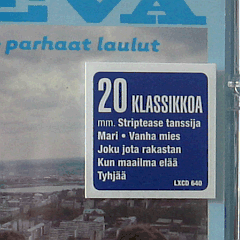 EVA
parhaat laulut
20 KLASSIKKOA
mm. Striptease tanssija
Mari • Vanha mies
Joku jota rakastan
Kun maailma elää
Tyhjää
LXCD 640